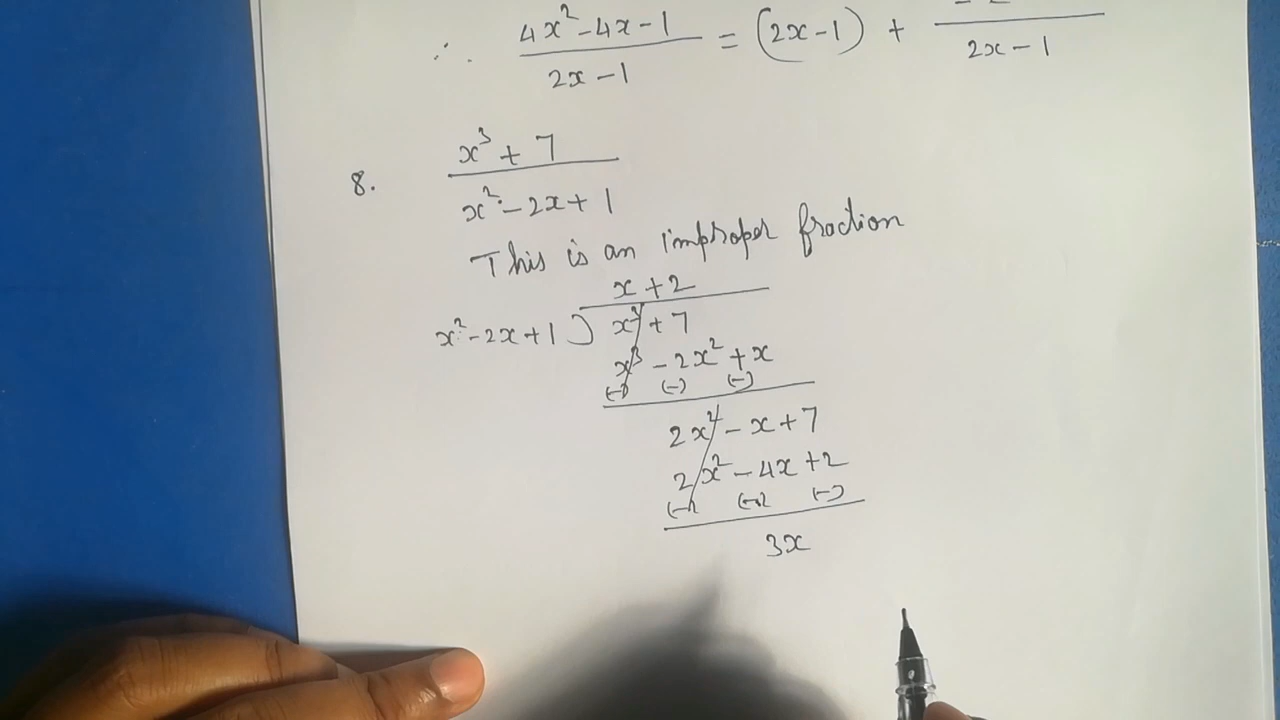 ∴ 4x² - 4x - 1 / 2x - 1 = (2x - 1) + / 2x - 1
8. x³ + 7 / x² - 2x + 1
This is an improper fraction
x + 2
x² - 2x + 1 ) x³ + 7
x³ - 2x² + x
(-) (-) (-)
2x² - x + 7
2x² - 4x + 2
(-) (-) (-)
3x